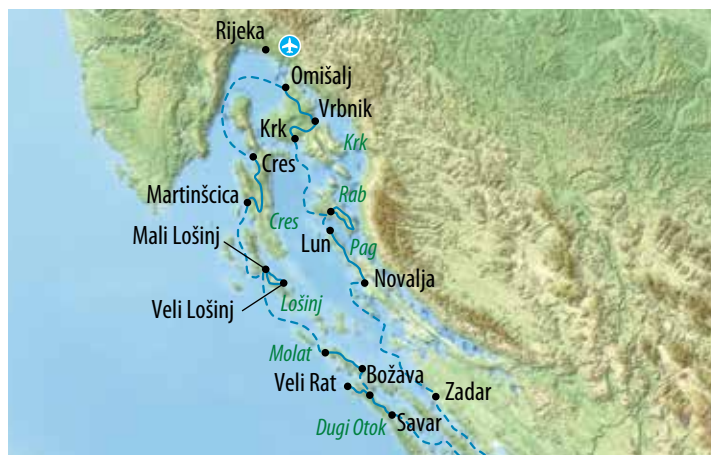 Rijeka
Omišalj
Vrbnik
Krk
Krk
Cres
Martinšcica
Rab
Cres
Lun
Pag
Mali Lošinj
Novalja
Veli Lošinj
Lošinj
Molat
Božava
Veli Rat
Zadar
Savar
Dugi Otok